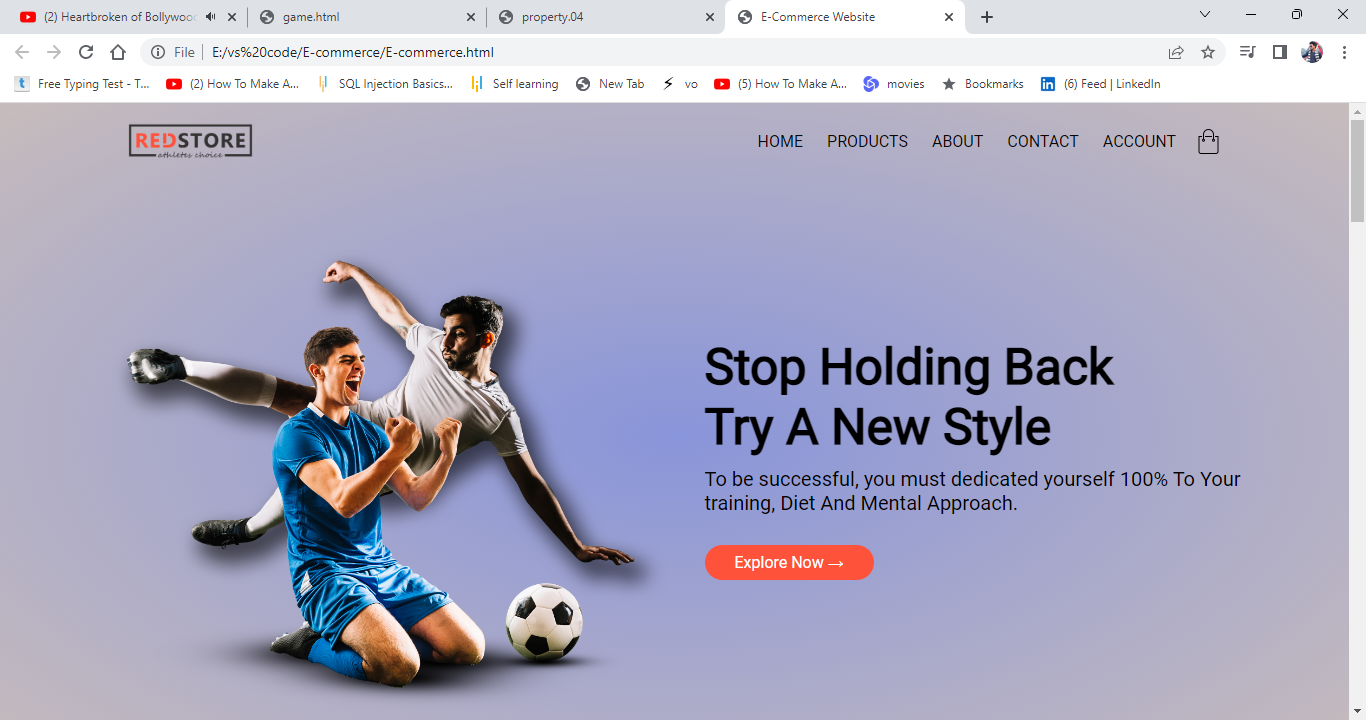 (2) Heartbroken of Bollywood
game.html
property.04
E-Commerce Website
File
E:/vs%20code/E-commerce/E-commerce.html
t
Free Typing Test - T...
(2) How To Make A...
SQL Injection Basics...
Self learning
New Tab
vo
(5) How To Make A...
movies
Bookmarks
in
(6) Feed | LinkedIn
REDSTORE
athletes choice
HOME
PRODUCTS
ABOUT
CONTACT
ACCOUNT
Stop Holding Back
Try A New Style
To be successful, you must dedicated yourself 100% To Your
training, Diet And Mental Approach.
Explore Now →